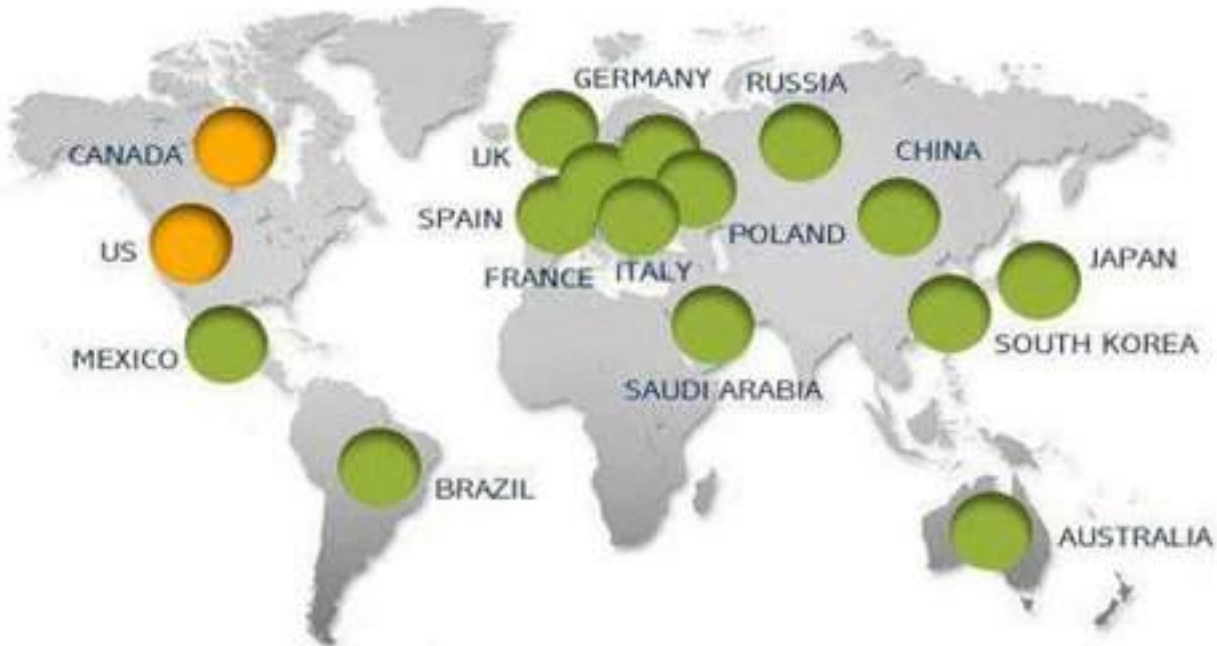 GERMANY
RUSSIA
CANADA
UK
CHINA
SPAIN
US
POLAND
FRANCE
ITALY
JAPAN
MEXICO
SOUTH KOREA
SAUDI ARABIA
BRAZIL
AUSTRALIA